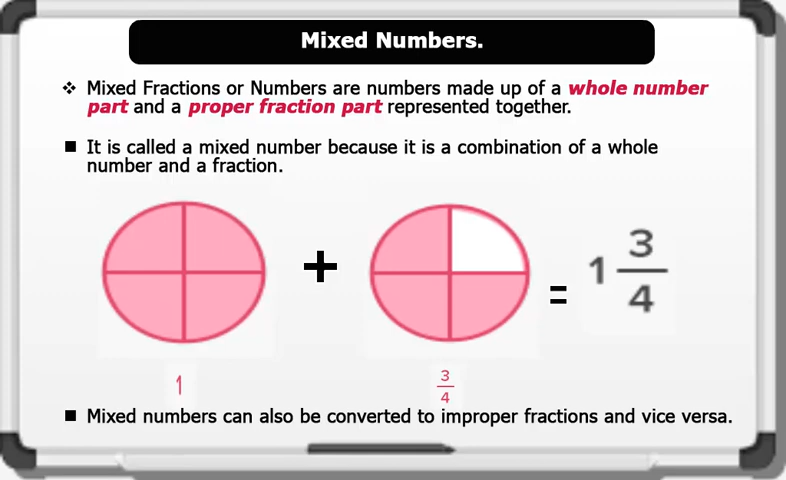 Mixed Numbers.
❖ Mixed Fractions or Numbers are numbers made up of a whole number
part and a proper fraction part represented together.
■ It is called a mixed number because it is a combination of a whole
number and a fraction.
+ = 1 3/4
1
3/4
■ Mixed numbers can also be converted to improper fractions and vice versa.